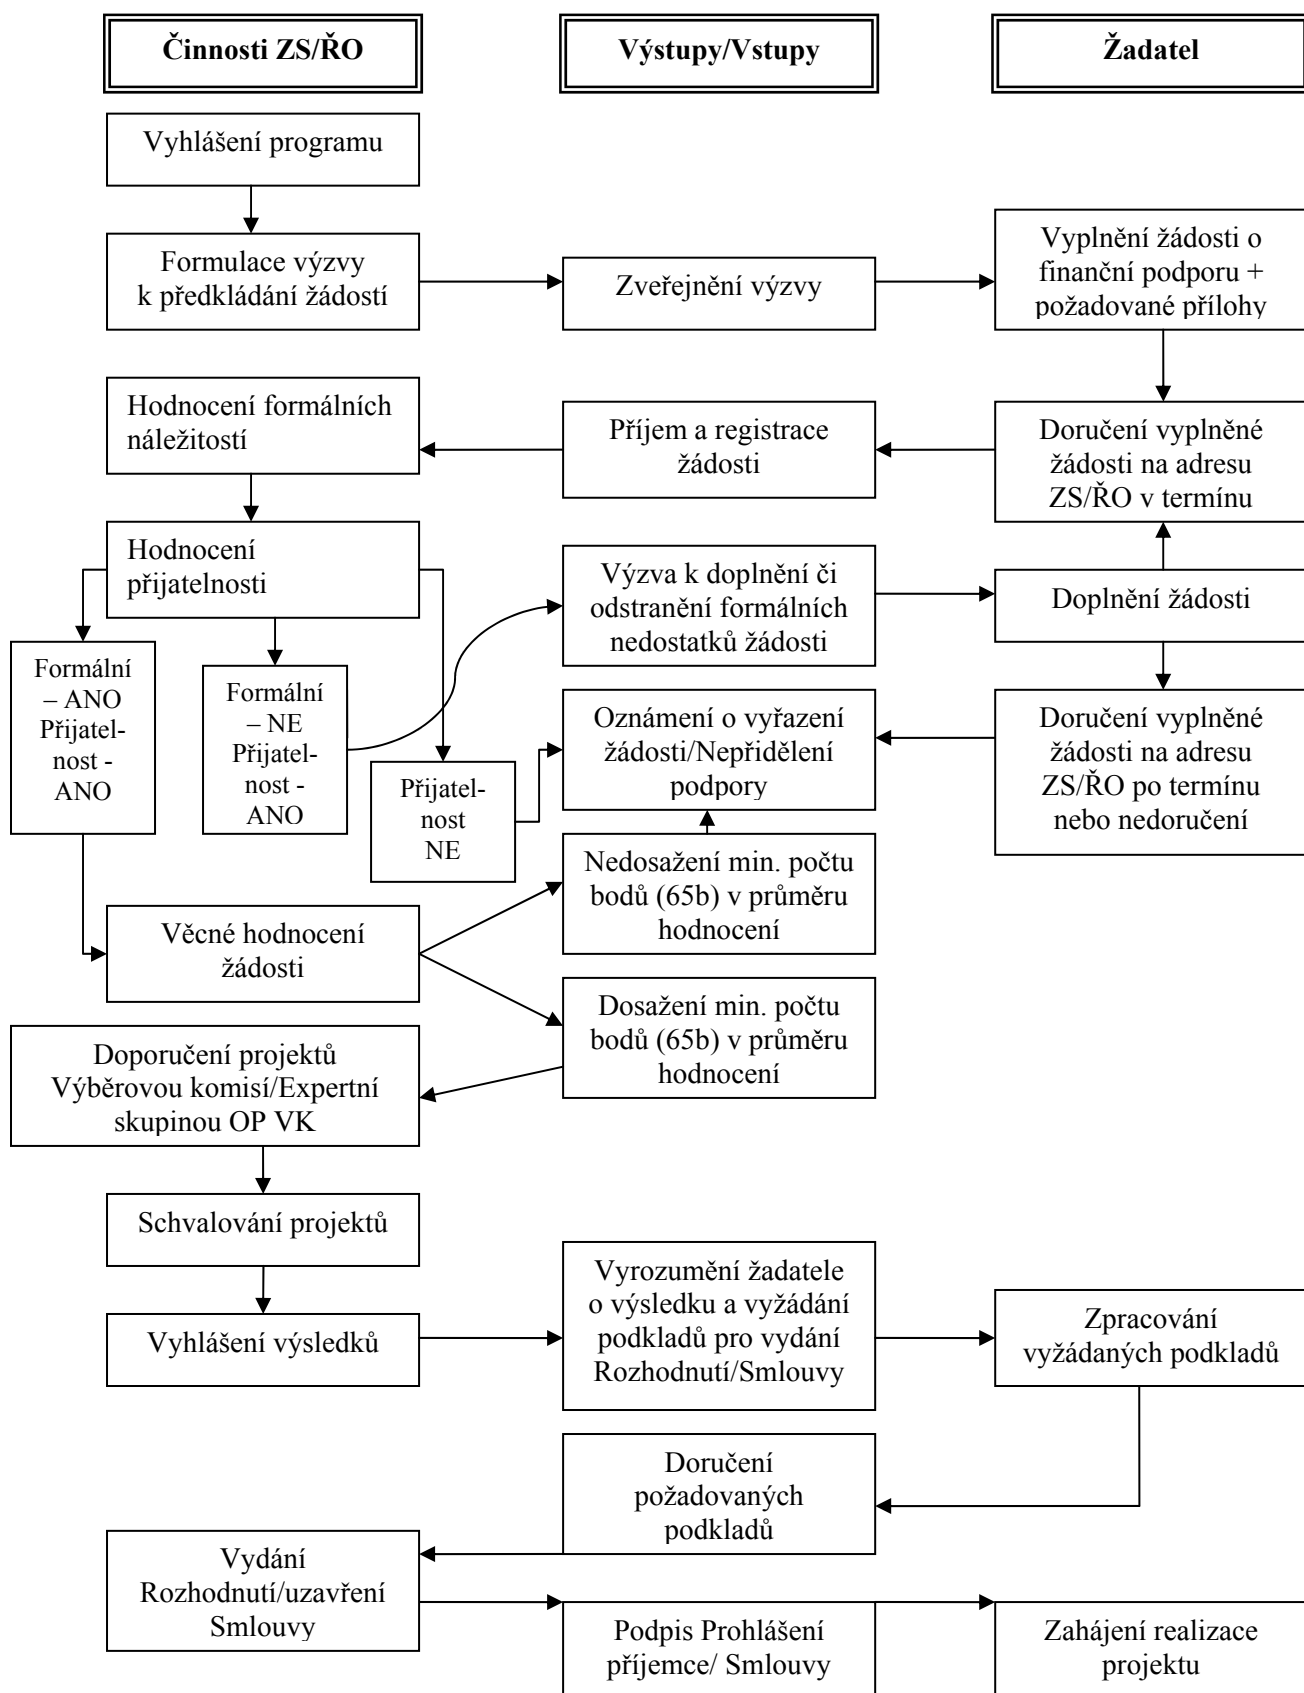 Činnosti ZS/ŘO
Výstupy/Vstupy
Žadatel
Vyhlášení programu
Formulace výzvy
k předkládání žádostí
Zveřejnění výzvy
Vyplnění žádosti o
finanční podporu +
požadované přílohy
Hodnocení formálních
náležitostí
Příjem a registrace
žádosti
Doručení vyplněné
žádosti na adresu
ZS/ŘO v termínu
Hodnocení
přijatelnosti
Výzva k doplnění či
odstranění formálních
nedostatků žádosti
Doplnění žádosti
Formální
– ANO
Přijatel-
nost -
ANO
Formální
– NE
Přijatel-
nost -
ANO
Přijatel-
nost
NE
Oznámení o vyřazení
žádosti/Nepřidělení
podpory
Doručení vyplněné
žádosti na adresu
ZS/ŘO po termínu
nebo nedoručení
Nedosažení min. počtu
bodů (65b) v průměru
hodnocení
Věcné hodnocení
žádosti
Dosažení min. počtu
bodů (65b) v průměru
hodnocení
Doporučení projektů
Výběrovou komisí/Expertní
skupinou OP VK
Schvalování projektů
Vyhlášení výsledků
Vyrozumění žadatele
o výsledku a vyžádání
podkladů pro vydání
Rozhodnutí/Smlouvy
Zpracování
vyžádaných podkladů
Doručení
požadovaných
podkladů
Vydání
Rozhodnutí/uzavření
Smlouvy
Podpis Prohlášení
příjemce/ Smlouvy
Zahájení realizace
projektu